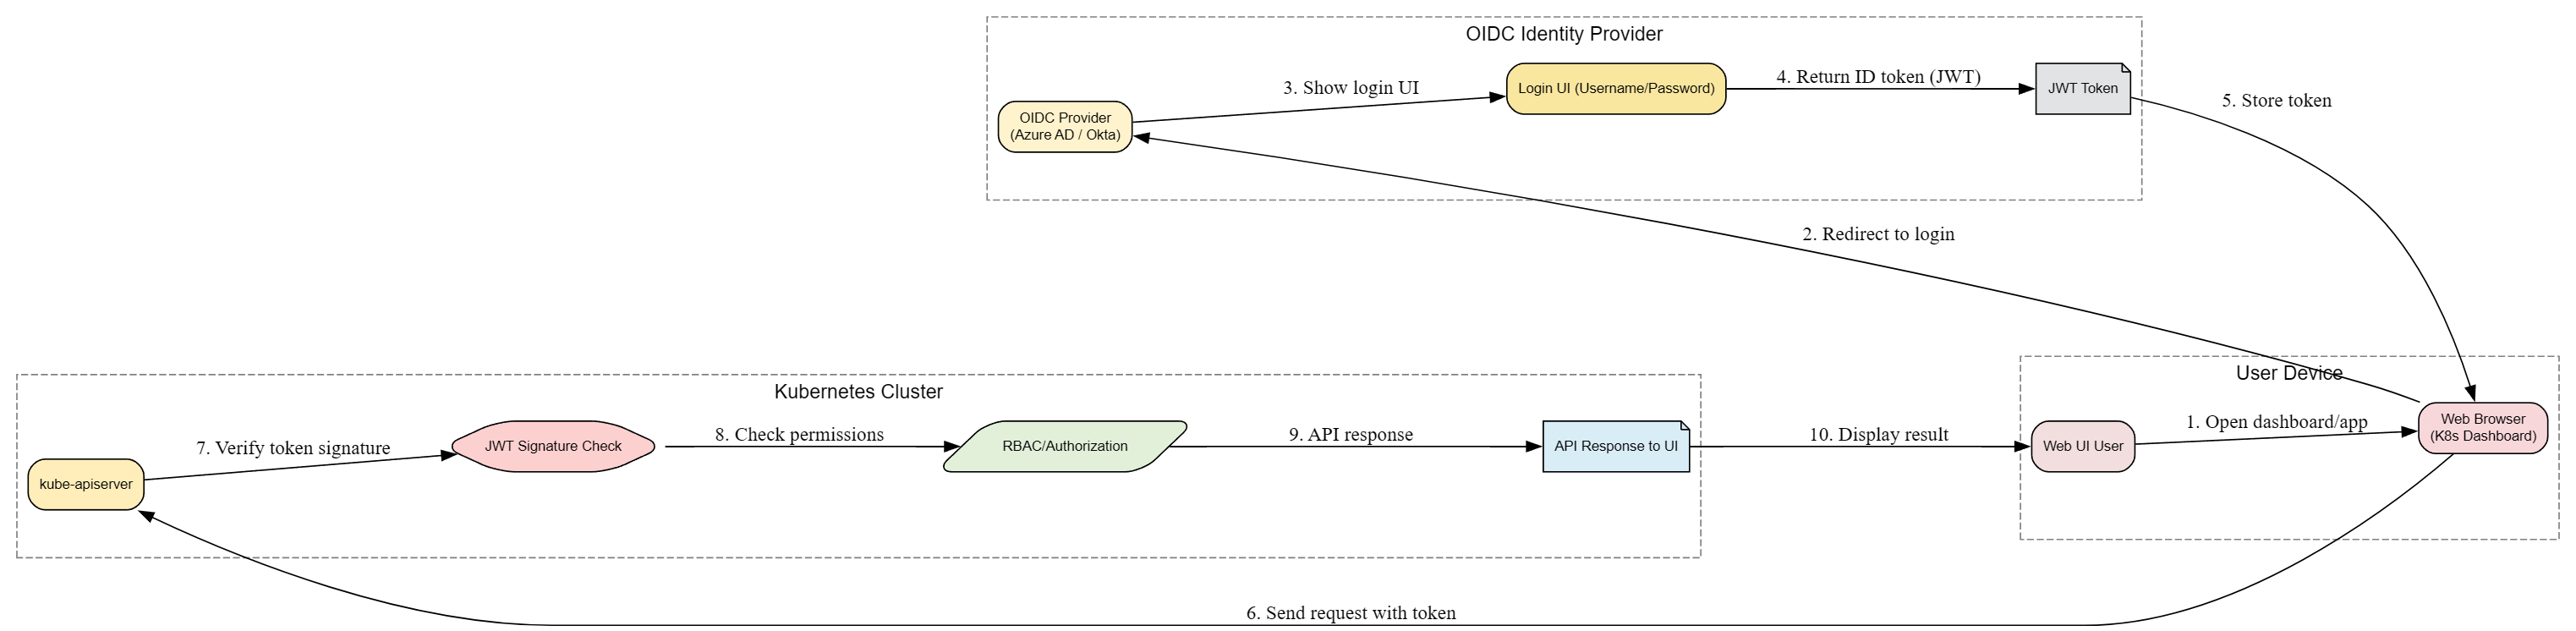 OIDC Identity Provider
OIDC Provider
(Azure AD / Okta)
3. Show login UI
Login UI (Username/Password)
4. Return ID token (JWT)
JWT Token
5. Store token
2. Redirect to login
Kubernetes Cluster
kube-apiserver
7. Verify token signature
JWT Signature Check
8. Check permissions
RBAC/Authorization
9. API response
API Response to UI
10. Display result
User Device
Web UI User
1. Open dashboard/app
Web Browser
(K8s Dashboard)
6. Send request with token